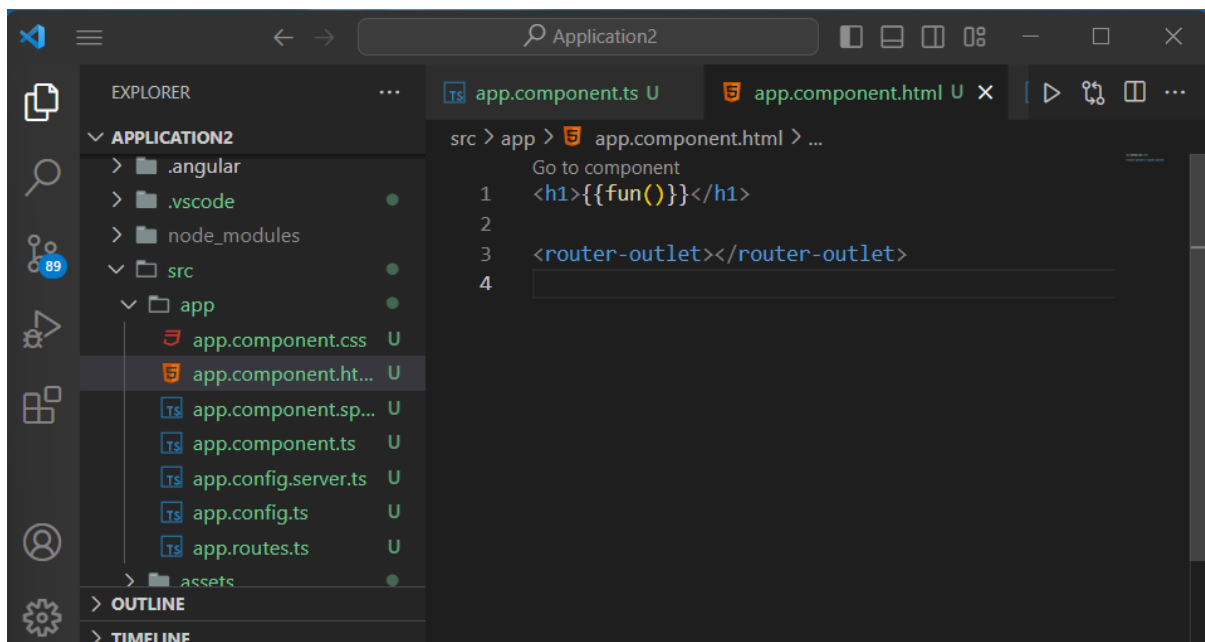 Application2
EXPLORER
APPLICATION2
.angular
.vscode
node_modules
89
src
app
app.component.css U
app.component.ht... U
app.component.sp... U
app.component.ts U
app.config.server.ts U
app.config.ts U
app.routes.ts U
assets
OUTLINE
TIMELINE
app.component.ts U
app.component.html U
src > app > app.component.html > ...
Go to component
1 <h1>{{fun()}}</h1>
2
3 <router-outlet></router-outlet>
4